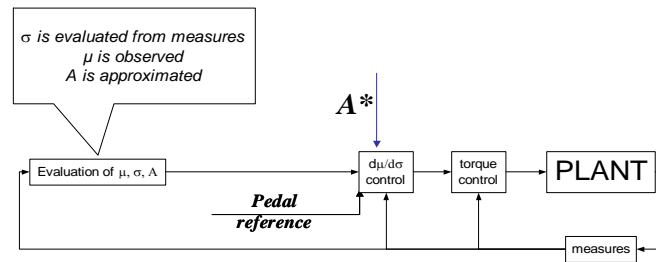 σ is evaluated from measures
μ is observed
A is approximated
A*
Evaluation of μ, σ, A
dμ/dσ
control
torque
control
PLANT
Pedal
reference
measures